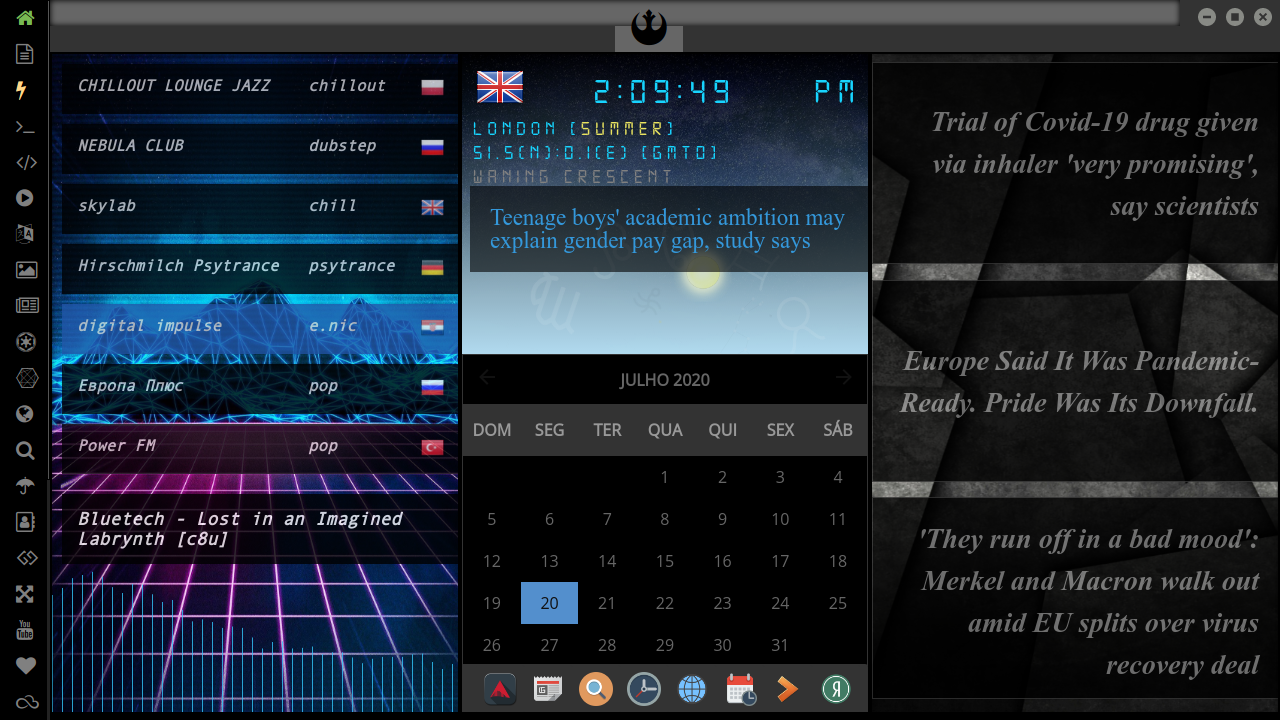 CHILLOUT LOUNGE JAZZ chillout
NEBULA CLUB dubstep
skylab chill
Hirschmilch Psytrance psytrance
digital impulse e.nic
Европа Плюс pop
Power FM pop
Bluetech - Lost in an Imagined
Labrynth [c8u]
2:09:49 PM
LONDON (SUMMER)
51.5(N):0.1(E) (GMT0)
WANING CRESCENT
Teenage boys' academic ambition may
explain gender pay gap, study says
JULHO 2020
DOM SEG TER QUA QUI SEX SÁB
1 2 3 4
5 6 7 8 9 10 11
12 13 14 15 16 17 18
19 20 21 22 23 24 25
26 27 28 29 30 31
Trial of Covid-19 drug given
via inhaler 'very promising',
say scientists
Europe Said It Was Pandemic-
Ready. Pride Was Its Downfall.
'They run off in a bad mood':
Merkel and Macron walk out
amid EU splits over virus
recovery deal
You
Tube
Я